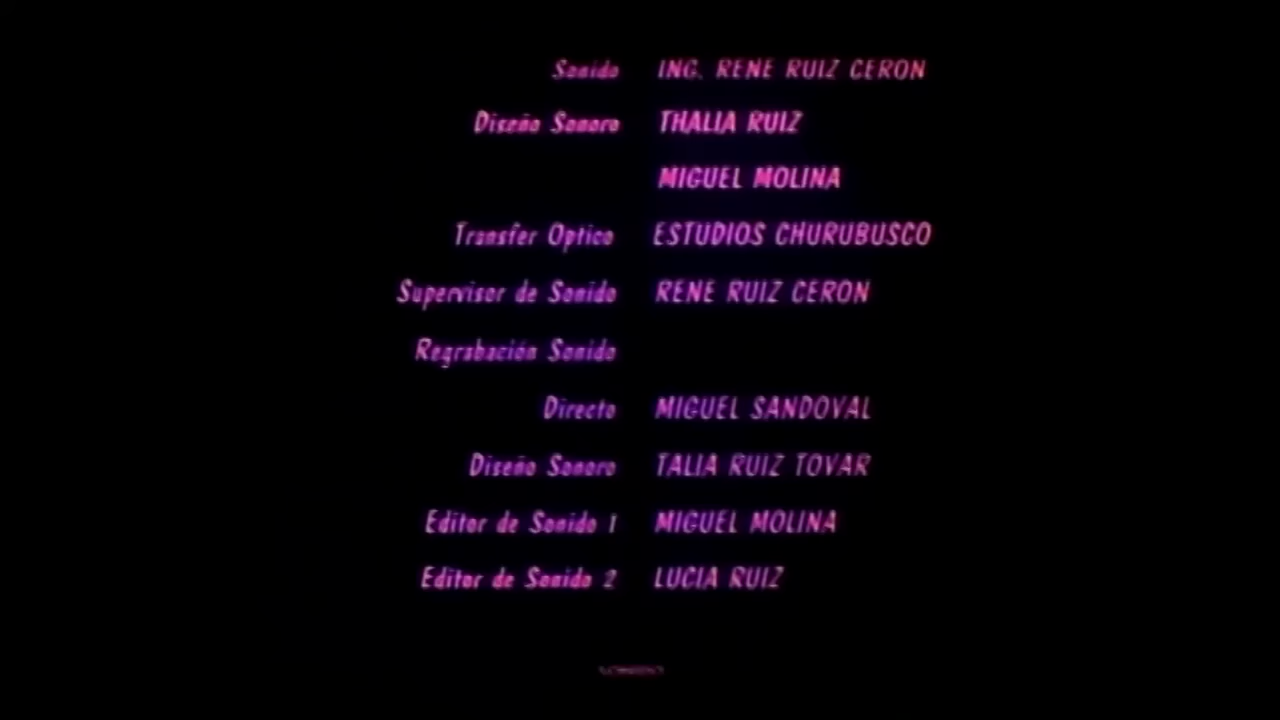 Sonido ING. RENE RUIZ CERON
Diseño Sonoro THALIA RUIZ
MIGUEL MOLINA
Transfer Optico ESTUDIOS CHURUBUSCO
Supervisor de Sonido RENE RUIZ CERON
Regrabación Sonido
Directo MIGUEL SANDOVAL
Diseño Sonoro TALIA RUIZ TOVAR
Editor de Sonido 1 MIGUEL MOLINA
Editor de Sonido 2 LUCIA RUIZ